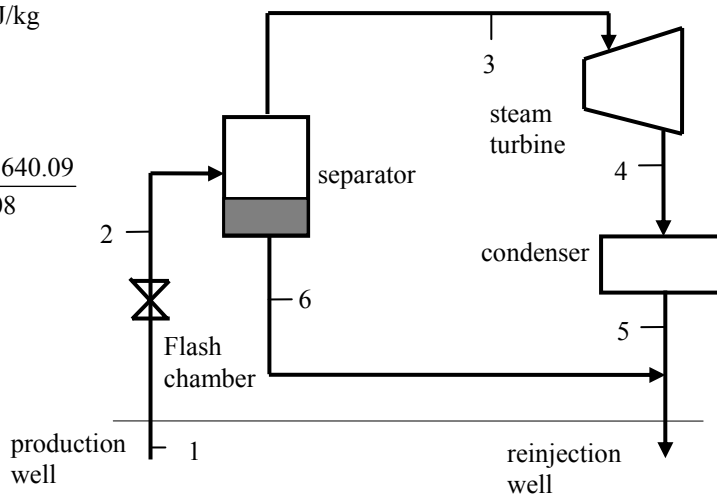 J/kg
640.09
08
3
steam
turbine
separator
4
2
condenser
6
5
Flash
chamber
production
well
1
reinjection
well